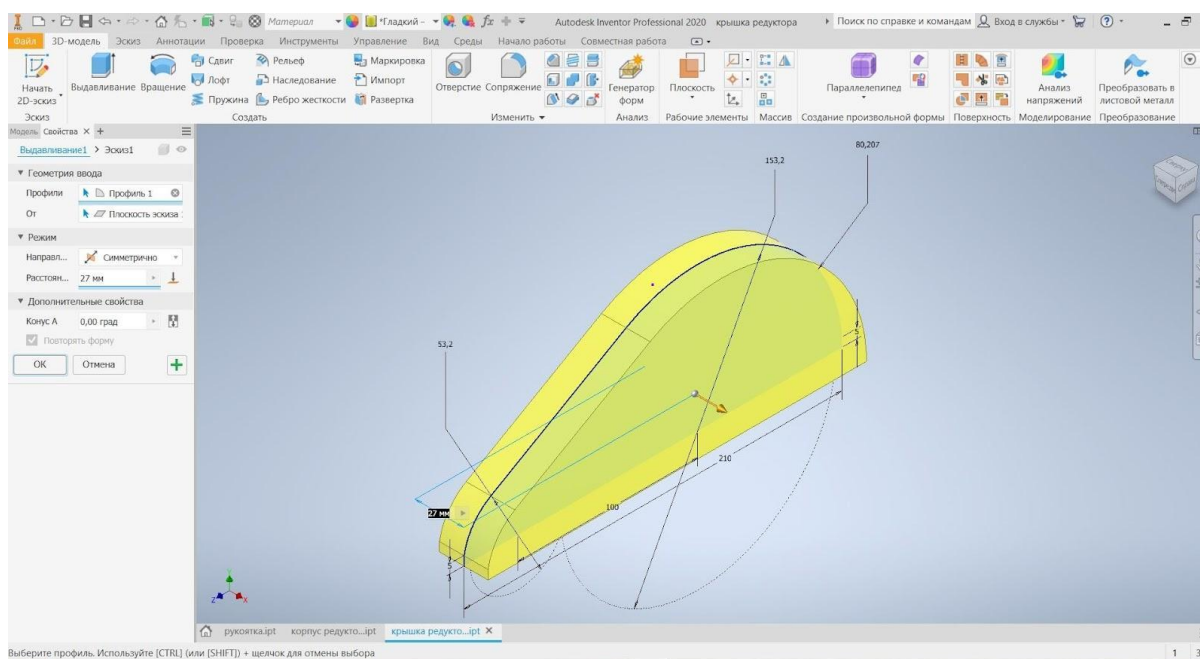 Материал
*Гладкий -
Autodesk Inventor Professional 2020 крышка редуктора
Поиск по справке и командам
Вход в службы
Файл 3D-модель Эскиз Аннотации Проверка Инструменты Управление Вид Среды Начало работы Совместная работа
Начать 2D-эскиз
Выдавливание Вращение
Сдвиг Рельеф Маркировка
Лофт Наследование Импорт
Пружина Ребро жесткости Развертка
Отверстие Сопряжение
Генератор форм
Плоскость
Параллелепипед
Анализ напряжений
Преобразовать в листовой металл
Эскиз Создать Изменить Анализ Рабочие элементы Массив Создание произвольной формы Поверхность Моделирование Преобразование
Модель Свойства X +
Выдавливание1 > Эскиз1
Геометрия ввода
Профили Профиль 1
От Плоскость эскиза
Режим
Направл... Симметрично
Расстоян... 27 мм
Дополнительные свойства
Конус A 0,00 град
Повторять форму
ОК Отмена
80,207
153,2
53,2
5
210
100
27 мм
5
рукоятка.ipt корпус редукто...ipt крышка редукто...ipt X
Выберите профиль. Используйте [CTRL] (или [SHIFT]) + щелчок для отмены выбора
1